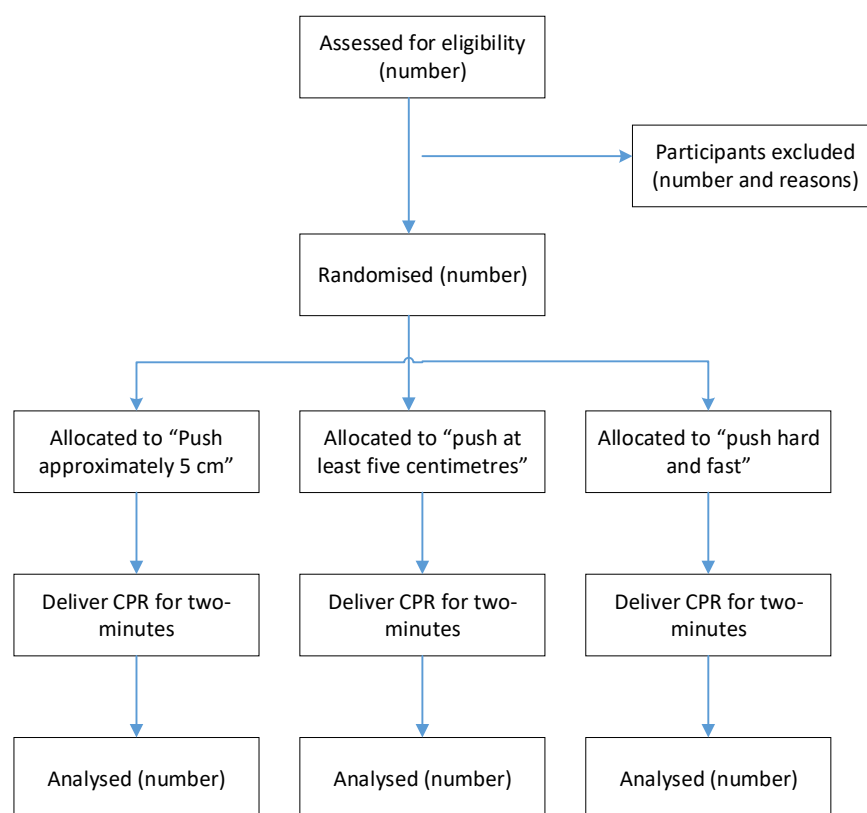 Assessed for eligibility
(number)
Participants excluded
(number and reasons)
Randomised (number)
Allocated to “Push
approximately 5 cm”
Allocated to “push at
least five centimetres”
Allocated to “push hard
and fast”
Deliver CPR for two-
minutes
Deliver CPR for two-
minutes
Deliver CPR for two-
minutes
Analysed (number)
Analysed (number)
Analysed (number)